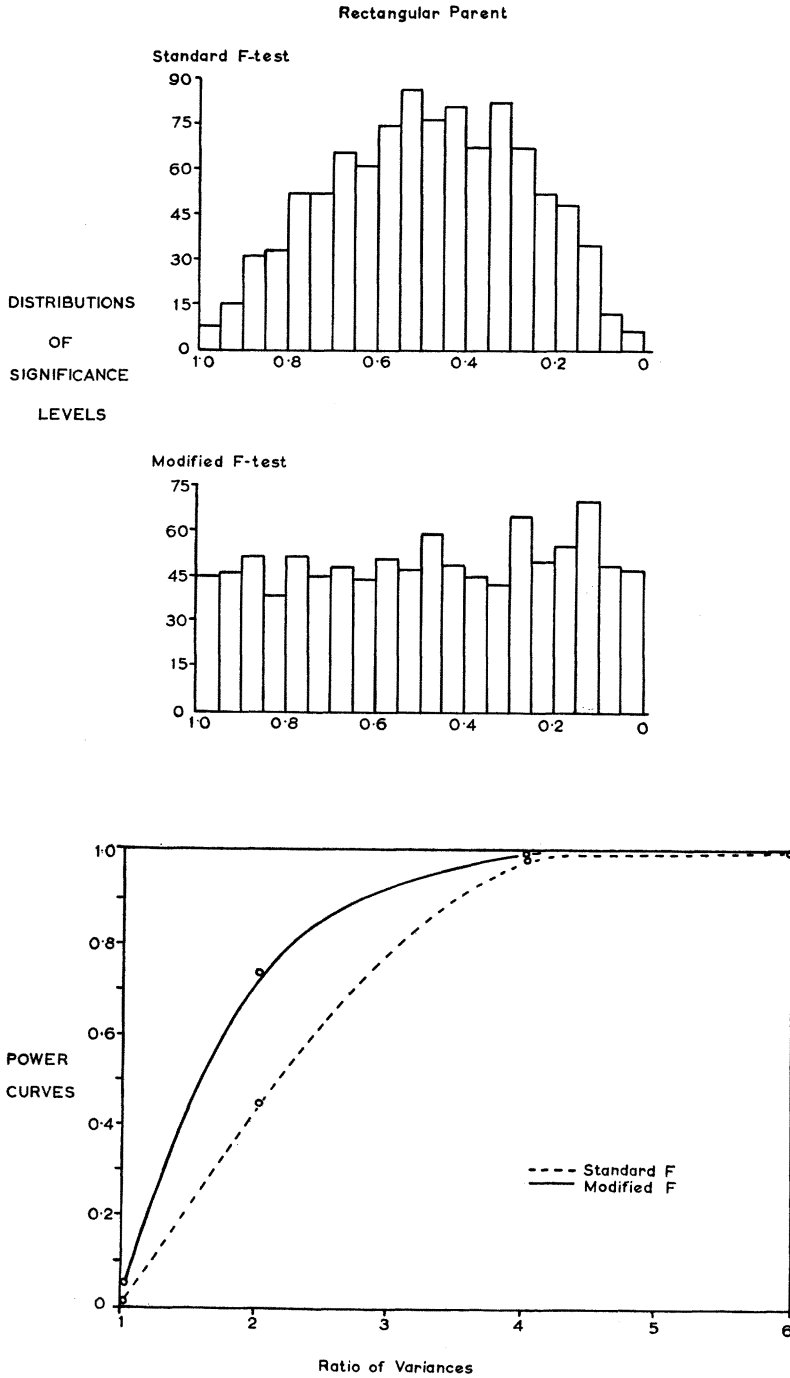 Rectangular Parent
Standard F-test
90
75
60
45
30
15
0
1·0 0·8 0·6 0·4 0·2 0
DISTRIBUTIONS
OF
SIGNIFICANCE
LEVELS
Modified F-test
75
60
45
30
15
0
1·0 0·8 0·6 0·4 0·2 0
1·0
0·8
0·6
0·4
0·2
0
POWER
CURVES
Standard F
Modified F
1 2 3 4 5 6
Ratio of Variances